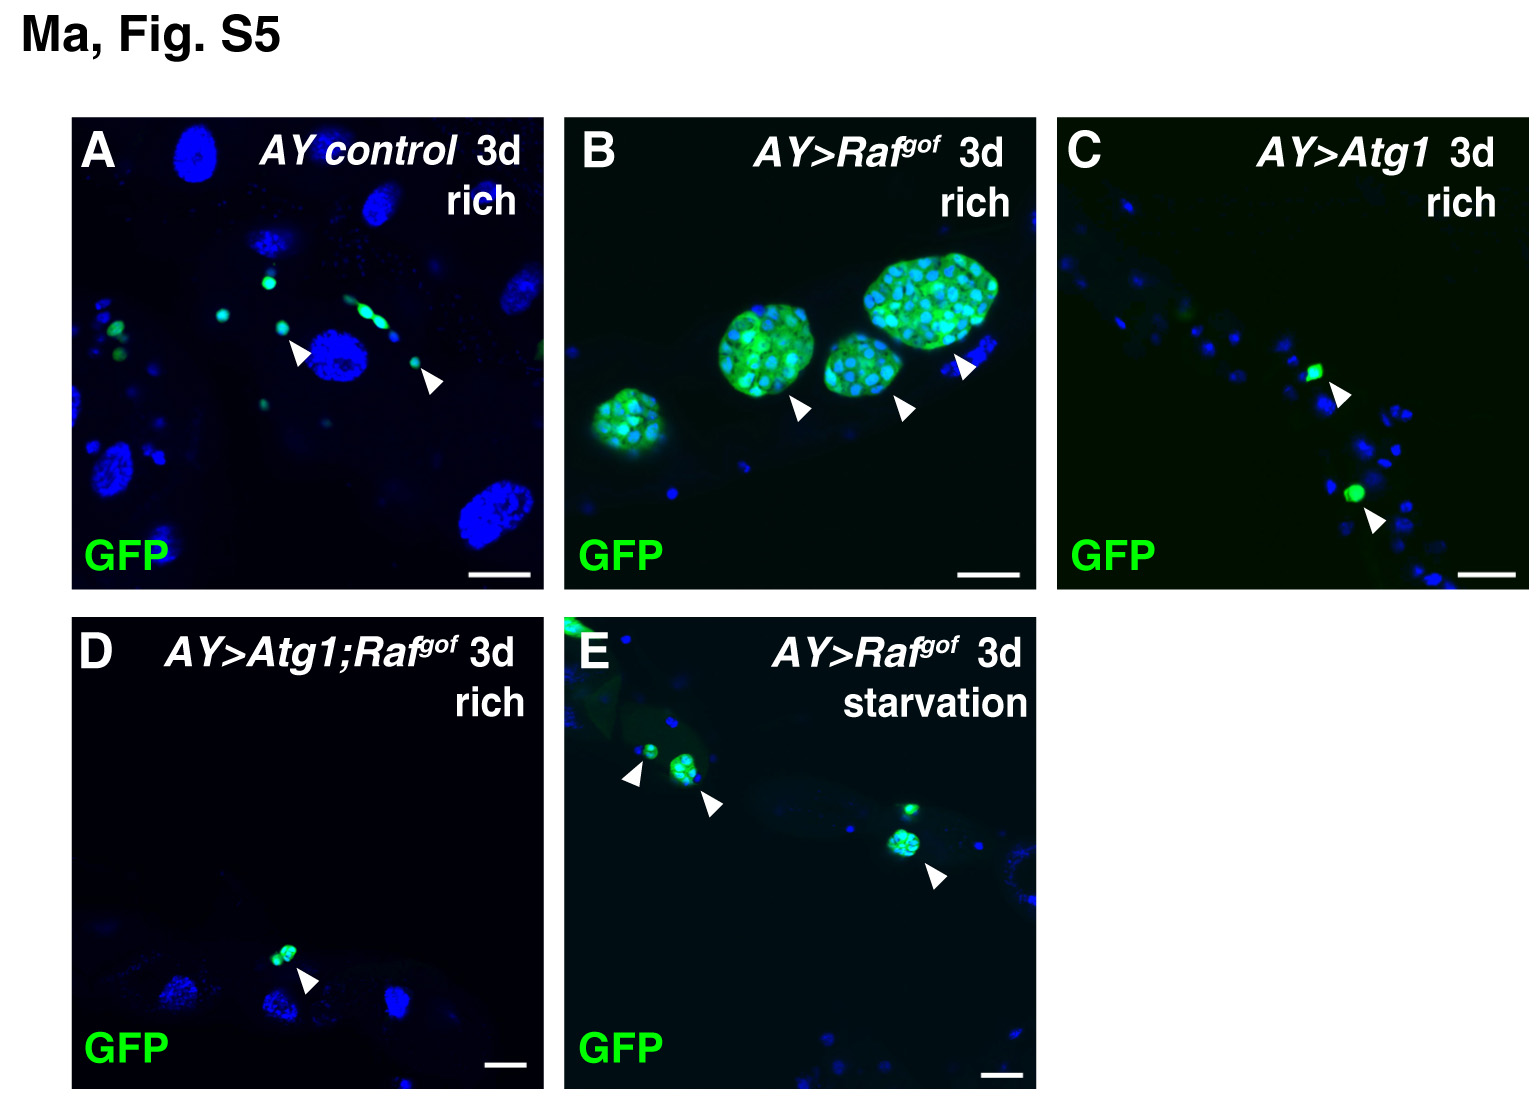 Ma, Fig. S5
A AY control 3d
rich
GFP
B AY>Rafgof 3d
rich
GFP
C AY>Atg1 3d
rich
GFP
D AY>Atg1;Rafgof 3d
rich
GFP
E AY>Rafgof 3d
starvation
GFP